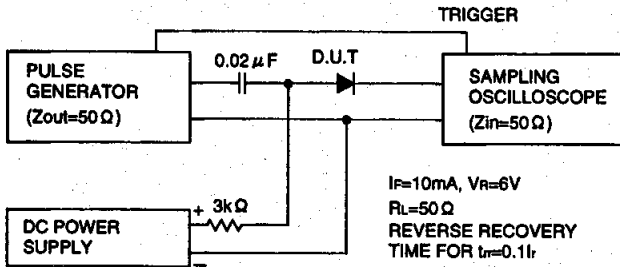 TRIGGER
0.02μF
D.U.T
PULSE
GENERATOR
(Zout=50Ω)
SAMPLING
OSCILLOSCOPE
(Zin=50Ω)
+
3kΩ
DC POWER
SUPPLY
−
IF=10mA, VR=6V
RL=50Ω
REVERSE RECOVERY
TIME FOR trr=0.1Ir